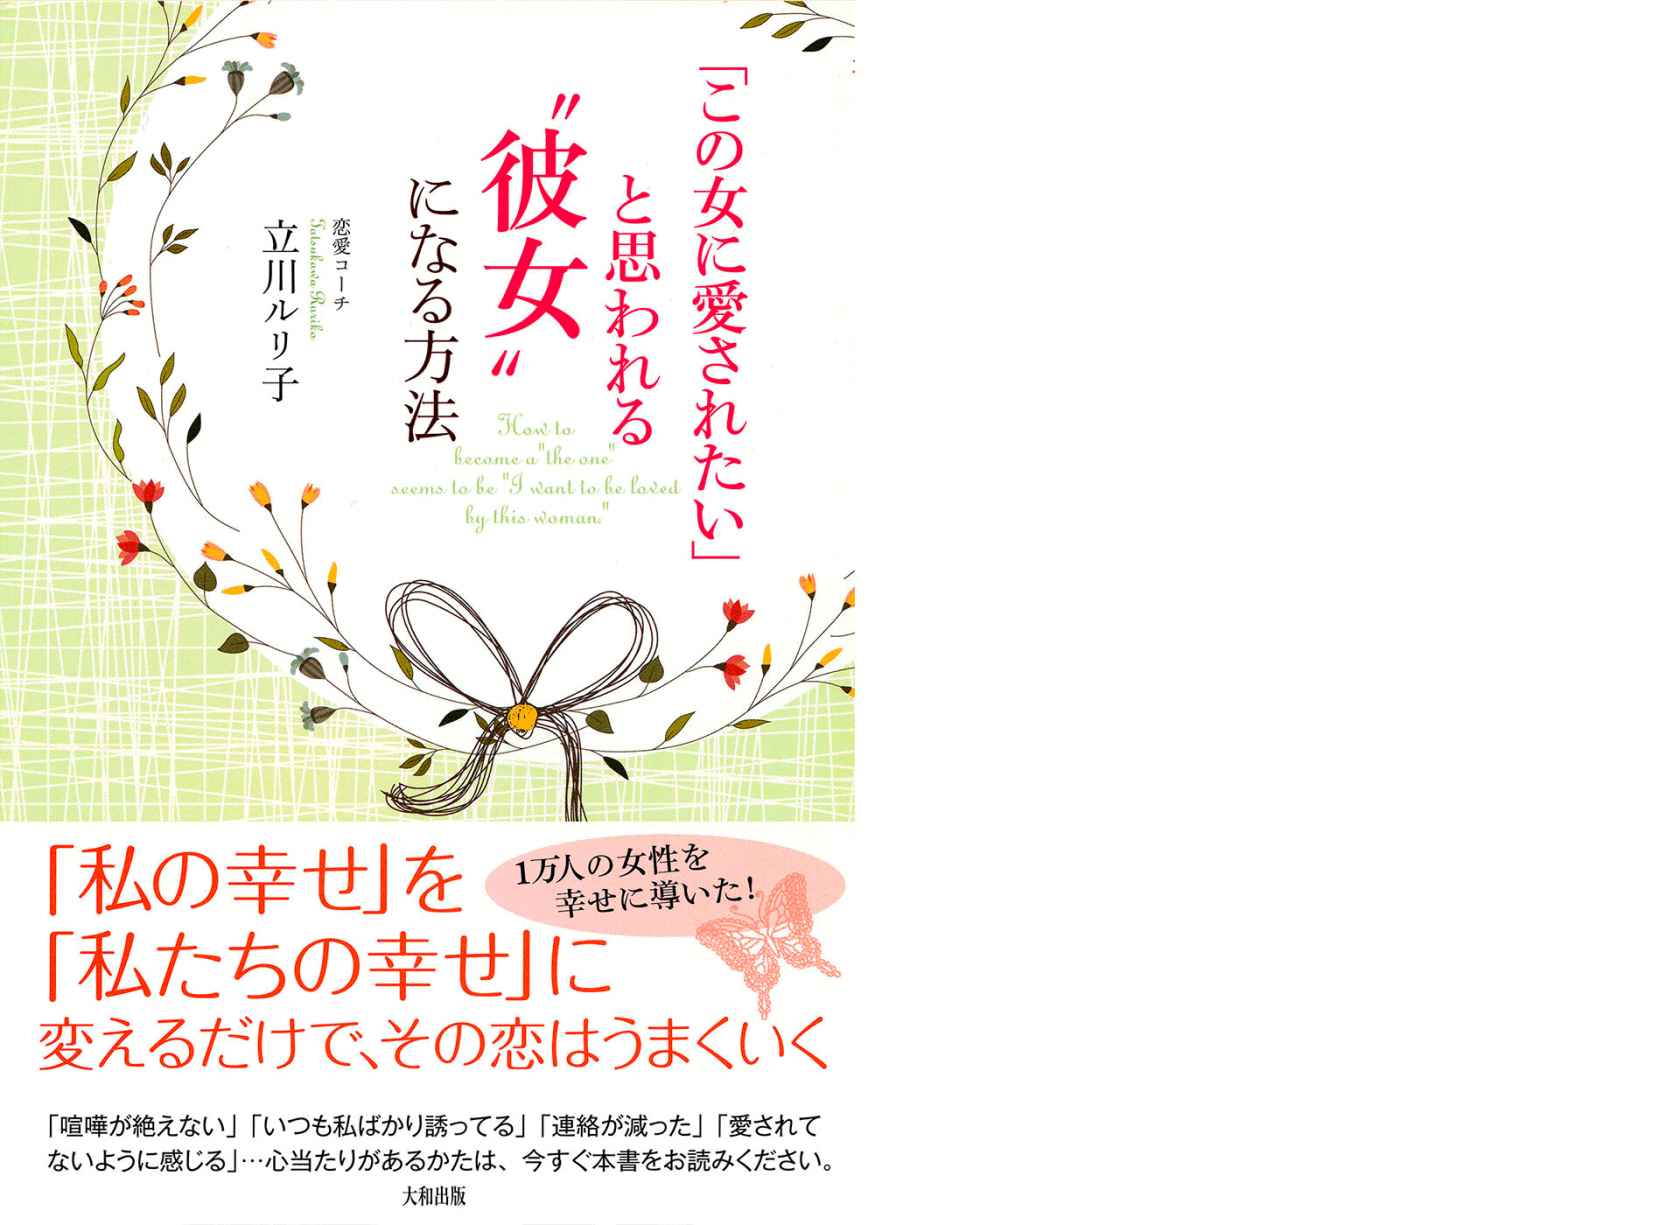 「この女に愛されたい」
と思われる
〝彼女〟
になる方法
How to
become a "the one"
seems to be "I want to be loved
by this woman."
恋愛コーチ
Tatsukawa Ruriko
立川ルリ子
1万人の女性を
幸せに導いた!
「私の幸せ」を
「私たちの幸せ」に
変えるだけで、その恋はうまくいく
「喧嘩が絶えない」「いつも私ばかり誘ってる」「連絡が減った」「愛されて
ないように感じる」…心当たりがあるかたは、今すぐ本書をお読みください。
大和出版